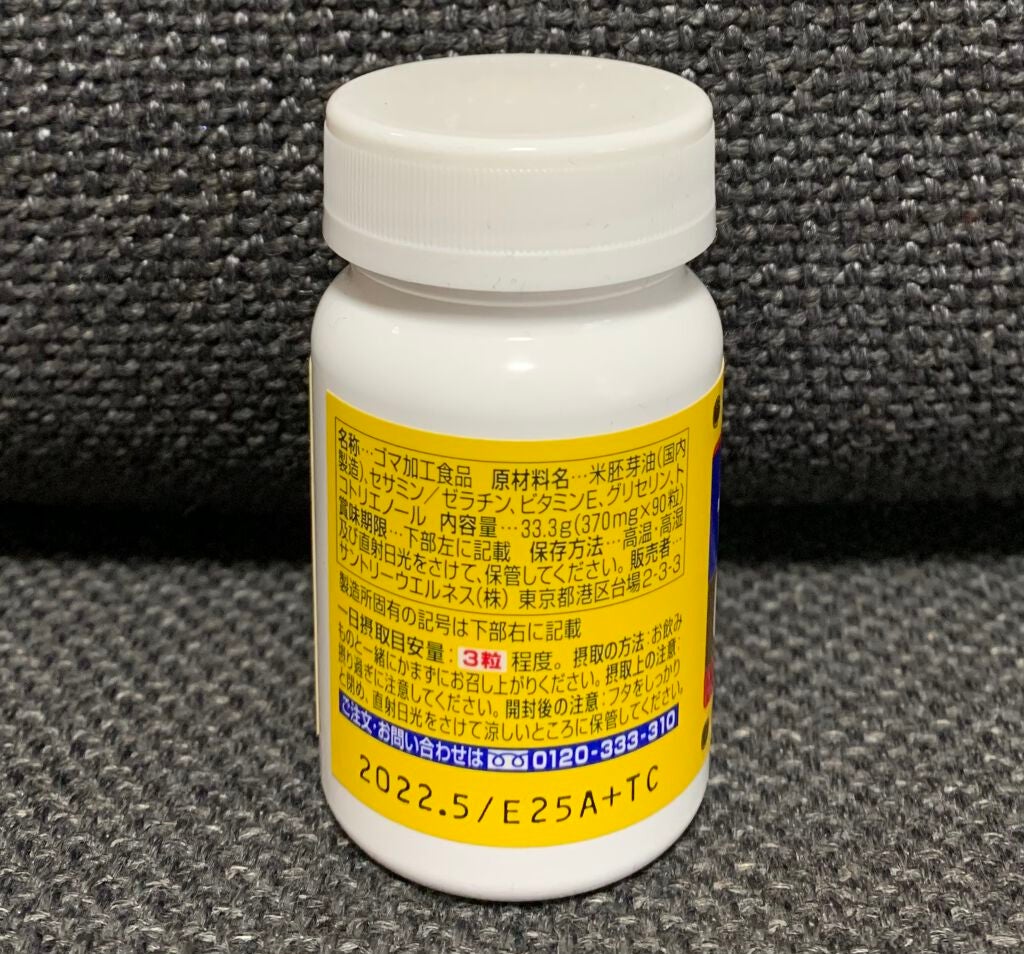 名称…ゴマ加工食品　原材料名…米胚芽油(国内
製造)、セサミン／ゼラチン、ビタミンE、グリセリン、ト
コトリエノール　内容量…33.3g(370mg×90粒)
賞味期限…下部左に記載　保存方法…高温・高湿
及び直射日光をさけて、保管してください。販売者…
サントリーウエルネス(株) 東京都港区台場2-3-3
製造所固有の記号は下部右に記載
一日摂取目安量：3粒 程度。摂取の方法：お飲み
ものと一緒にかまずにお召し上がりください。摂取上の注意：
摂り過ぎに注意してください。開封後の注意：フタをしっかり
と閉め、直射日光をさけて涼しいところに保管してください。
ご注文・お問い合わせは 0120-333-310
2022.5/E25A+TC